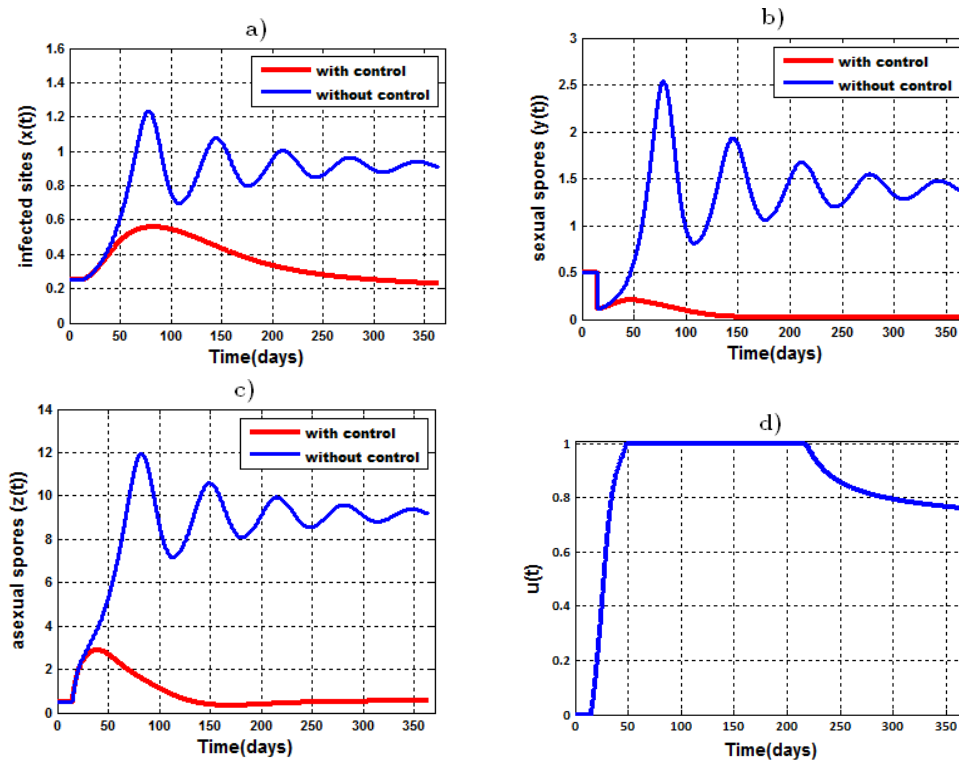 a)
infected sites (x(t))
1.6
1.4
1.2
1
0.8
0.6
0.4
0.2
0
with control
without control
0 50 100 150 200 250 300 350
Time(days)
b)
sexual spores (y(t))
3
2.5
2
1.5
1
0.5
0
with control
without control
0 50 100 150 200 250 300 350
Time(days)
c)
asexual spores (z(t))
14
12
10
8
6
4
2
0
with control
without control
0 50 100 150 200 250 300 350
Time(days)
d)
u(t)
1
0.8
0.6
0.4
0.2
0
0 50 100 150 200 250 300 350
Time(days)